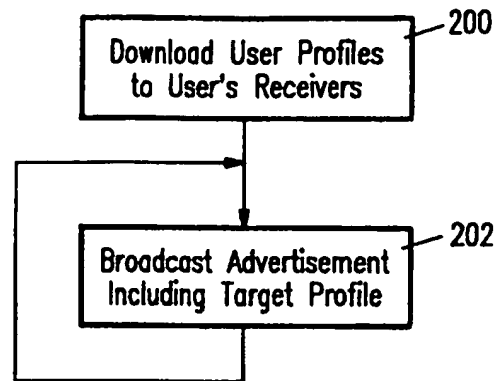 200
Download User Profiles
to User's Receivers
202
Broadcast Advertisement
Including Target Profile